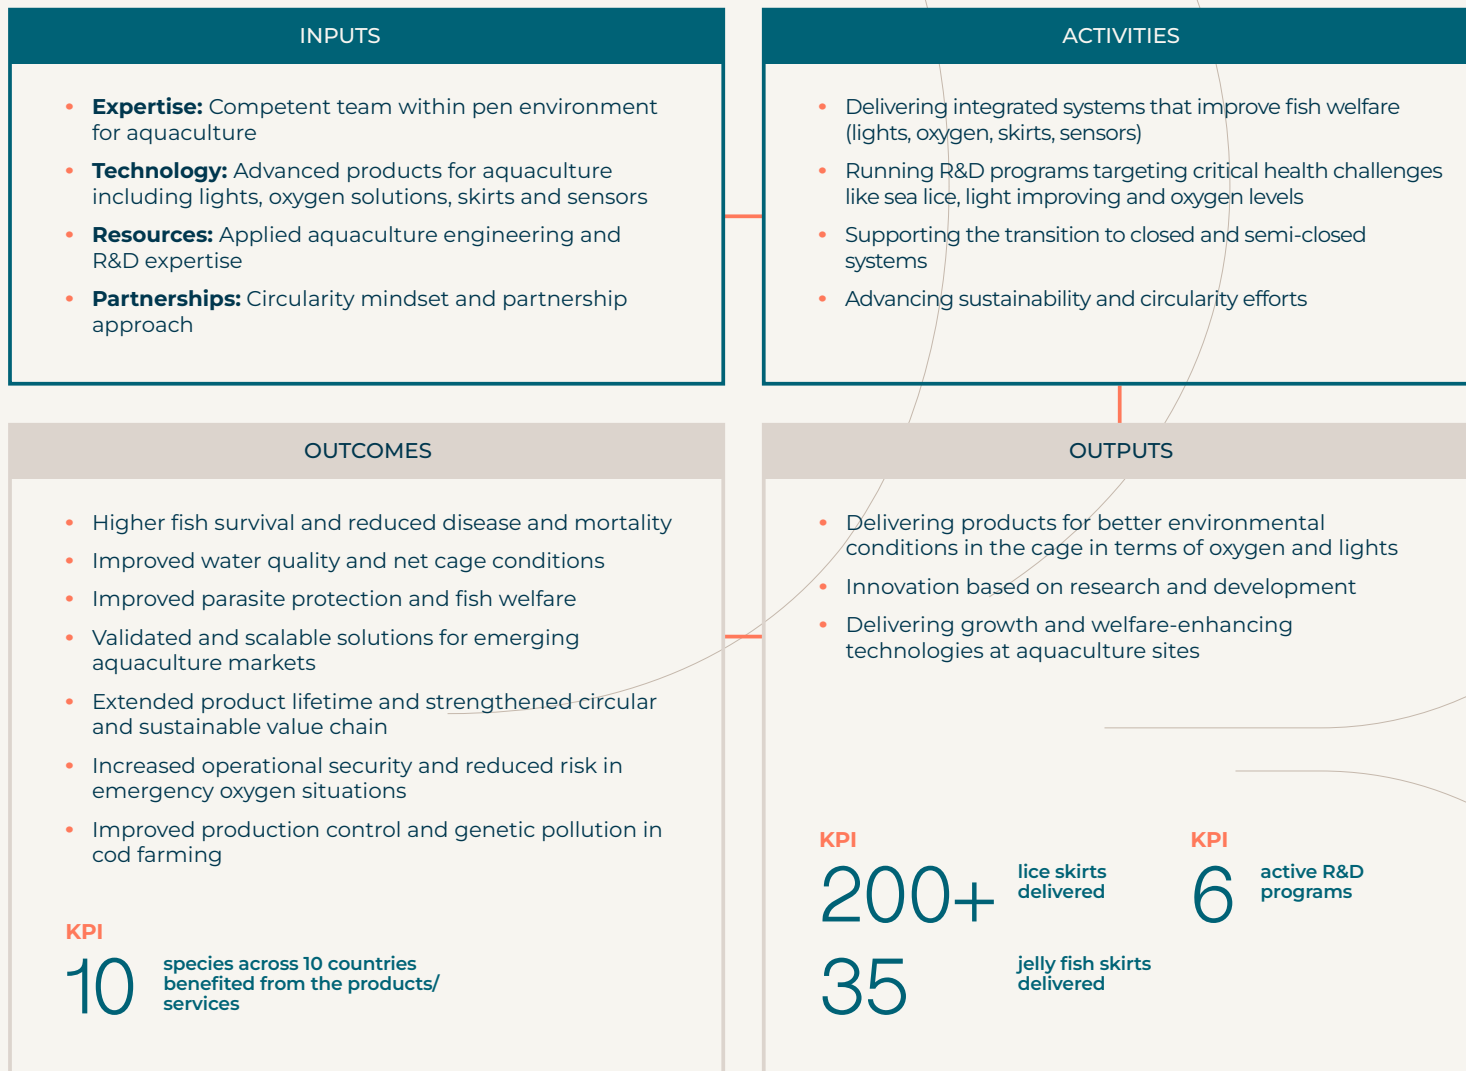 INPUTS
• Expertise: Competent team within pen environment
for aquaculture
• Technology: Advanced products for aquaculture
including lights, oxygen solutions, skirts and sensors
• Resources: Applied aquaculture engineering and
R&D expertise
• Partnerships: Circularity mindset and partnership
approach
ACTIVITIES
• Delivering integrated systems that improve fish welfare
(lights, oxygen, skirts, sensors)
• Running R&D programs targeting critical health challenges
like sea lice, light improving and oxygen levels
• Supporting the transition to closed and semi-closed
systems
• Advancing sustainability and circularity efforts
OUTCOMES
• Higher fish survival and reduced disease and mortality
• Improved water quality and net cage conditions
• Improved parasite protection and fish welfare
• Validated and scalable solutions for emerging
aquaculture markets
• Extended product lifetime and strengthened circular
and sustainable value chain
• Increased operational security and reduced risk in
emergency oxygen situations
• Improved production control and genetic pollution in
cod farming
KPI
10
species across 10 countries
benefited from the products/
services
OUTPUTS
• Delivering products for better environmental
conditions in the cage in terms of oxygen and lights
• Innovation based on research and development
• Delivering growth and welfare-enhancing
technologies at aquaculture sites
KPI
200+
lice skirts
delivered
KPI
6
active R&D
programs
35
jelly fish skirts
delivered